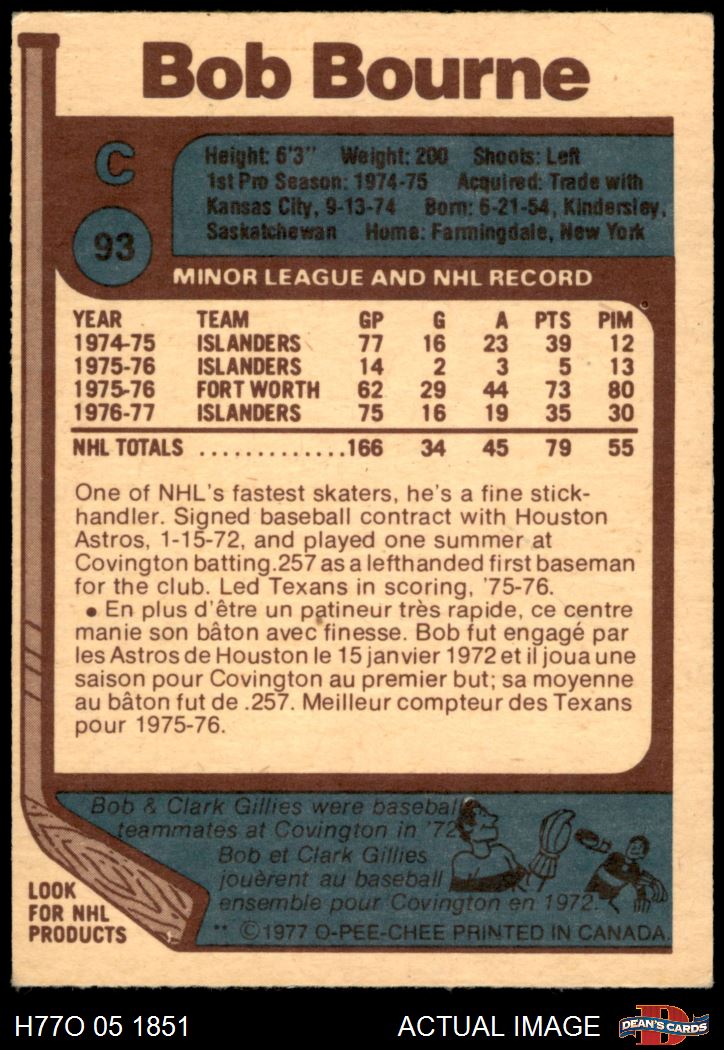 Bob Bourne
C
Height: 6'3" Weight: 200 Shoots: Left
1st Pro Season: 1974-75 Acquired: Trade with
Kansas City, 9-13-74 Born: 6-21-54, Kindersley,
Saskatchewan Home: Farmingdale, New York
93
MINOR LEAGUE AND NHL RECORD
YEAR TEAM GP G A PTS PIM
1974-75 ISLANDERS 77 16 23 39 12
1975-76 ISLANDERS 14 2 3 5 13
1975-76 FORT WORTH 62 29 44 73 80
1976-77 ISLANDERS 75 16 19 35 30
NHL TOTALS .............166 34 45 79 55
One of NHL's fastest skaters, he's a fine stick-
handler. Signed baseball contract with Houston
Astros, 1-15-72, and played one summer at
Covington batting .257 as a lefthanded first baseman
for the club. Led Texans in scoring, '75-76.
● En plus d'être un patineur très rapide, ce centre
manie son bâton avec finesse. Bob fut engagé par
les Astros de Houston le 15 janvier 1972 et il joua une
saison pour Covington au premier but; sa moyenne
au bâton fut de .257. Meilleur compteur des Texans
pour 1975-76.
Bob & Clark Gillies were baseball
teammates at Covington in '72
Bob et Clark Gillies
jouèrent au baseball
ensemble pour Covington en 1972.
LOOK
FOR NHL
PRODUCTS
** ©1977 O-PEE-CHEE PRINTED IN CANADA.
H77O 05 1851 ACTUAL IMAGE DEAN'S CARDS